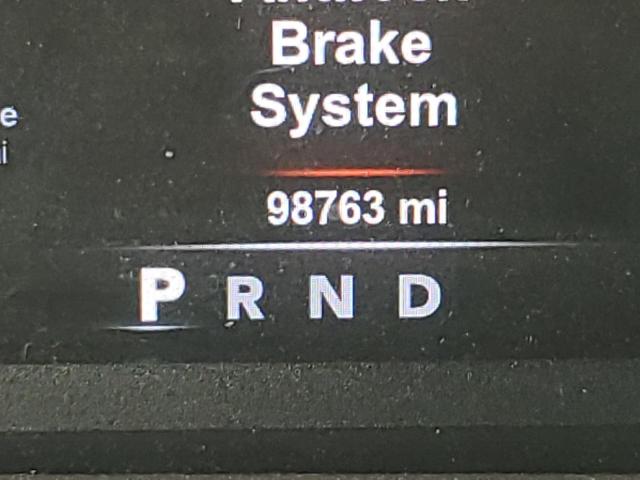 Brake
System
e
i
98763 mi
P R N D